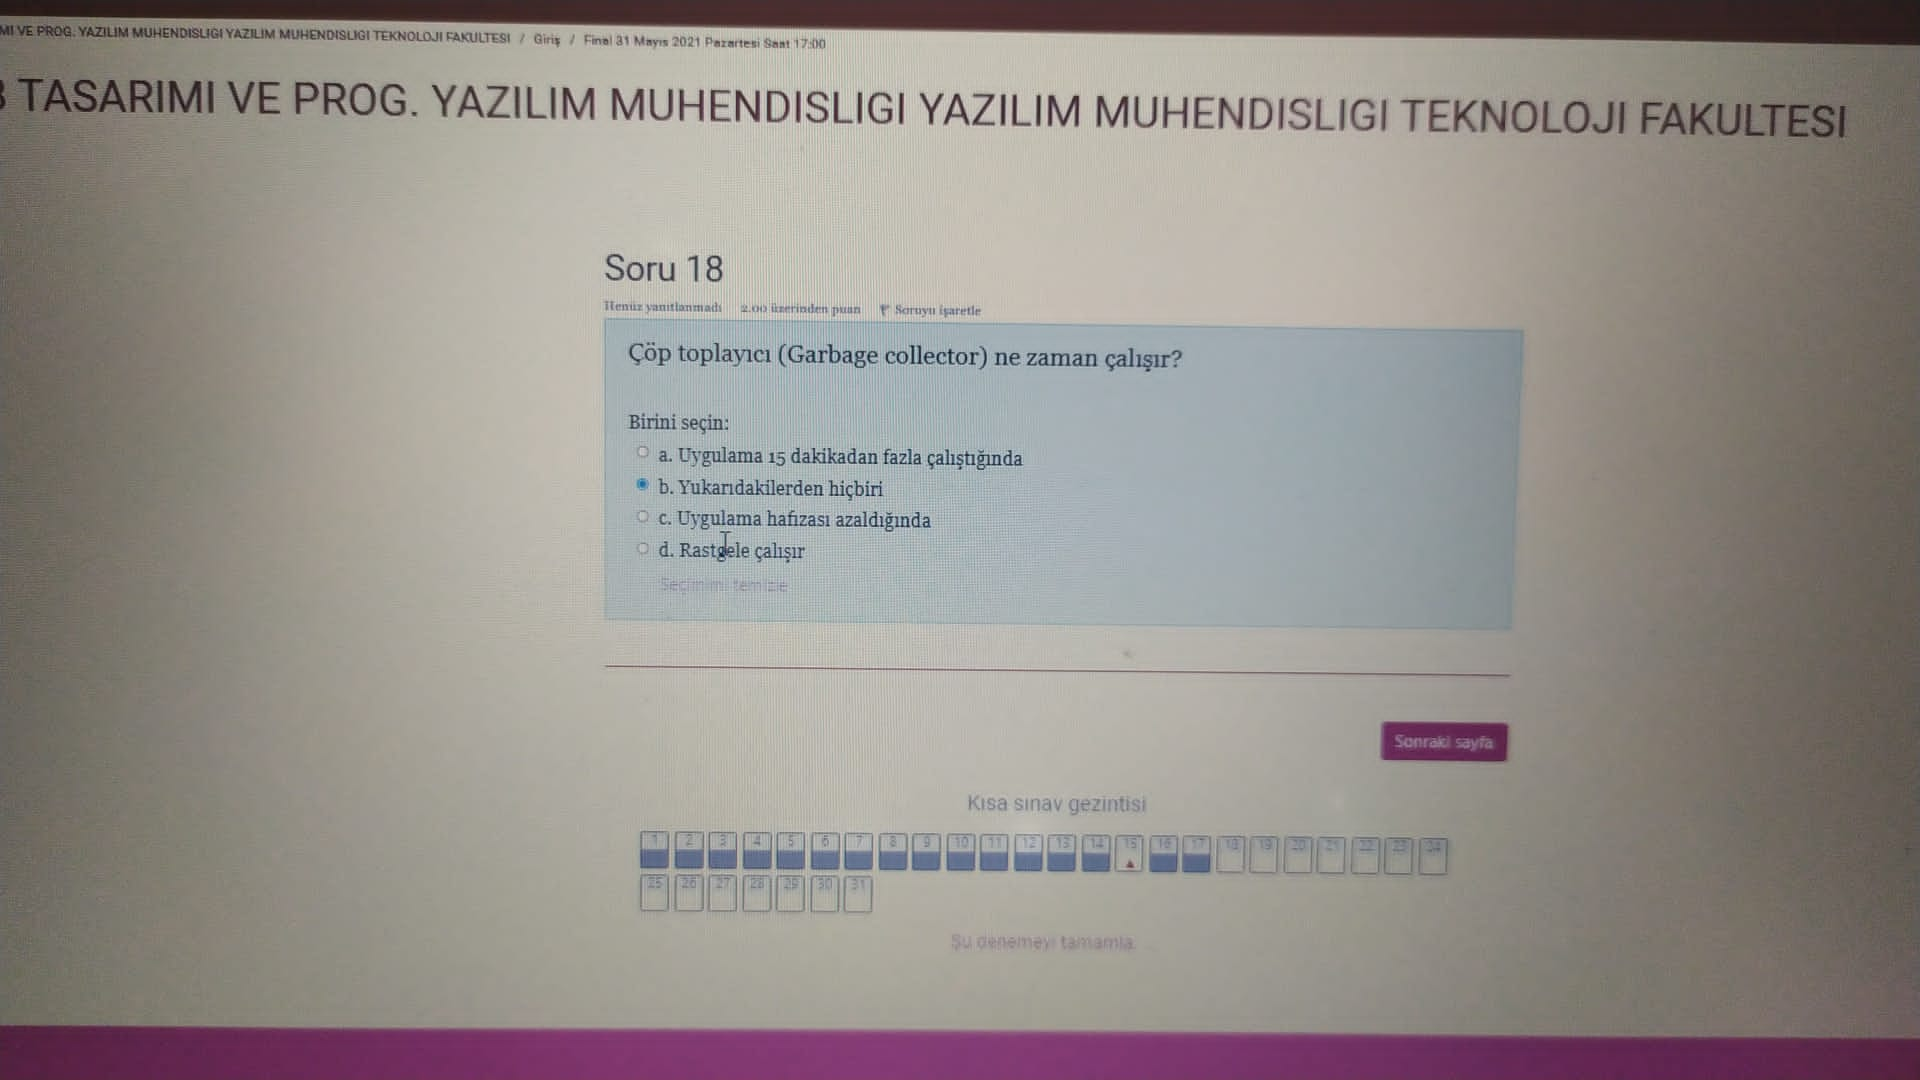 MI VE PROG. YAZILIM MUHENDISLIGI YAZILIM MUHENDISLIGI TEKNOLOJI FAKULTESI / Giriş / Final 31 Mayıs 2021 Pazartesi Saat 17:00
TASARIMI VE PROG. YAZILIM MUHENDISLIGI YAZILIM MUHENDISLIGI TEKNOLOJI FAKULTESI
Soru 18
Henüz yanıtlanmadı 2.00 üzerinden puan Soruyu işaretle
Çöp toplayıcı (Garbage collector) ne zaman çalışır?
Birini seçin:
a. Uygulama 15 dakikadan fazla çalıştığında
b. Yukarıdakilerden hiçbiri
c. Uygulama hafızası azaldığında
d. Rastgele çalışır
Seçimimi temizle
Sonraki sayfa
Kısa sınav gezintisi
1 2 3 4 5 6 7 8 9 10 11 12 13 14 15 16 17 18 19 20 21 22 23 24
25 26 27 28 29 30 31
Şu denemeyi tamamla.